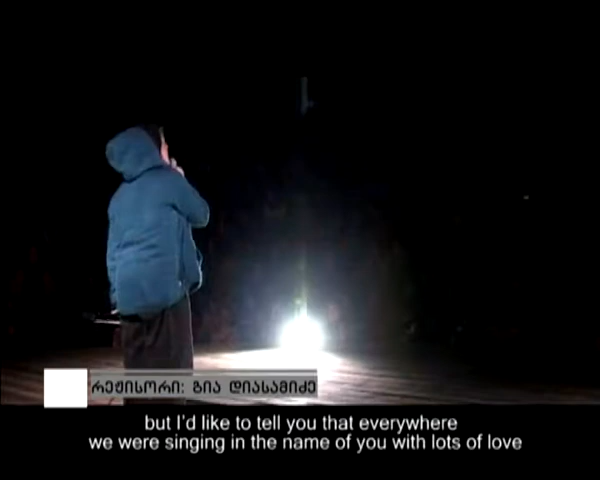 რეჟისორი: გია დიასამიძე
but I'd like to tell you that everywhere
we were singing in the name of you with lots of love